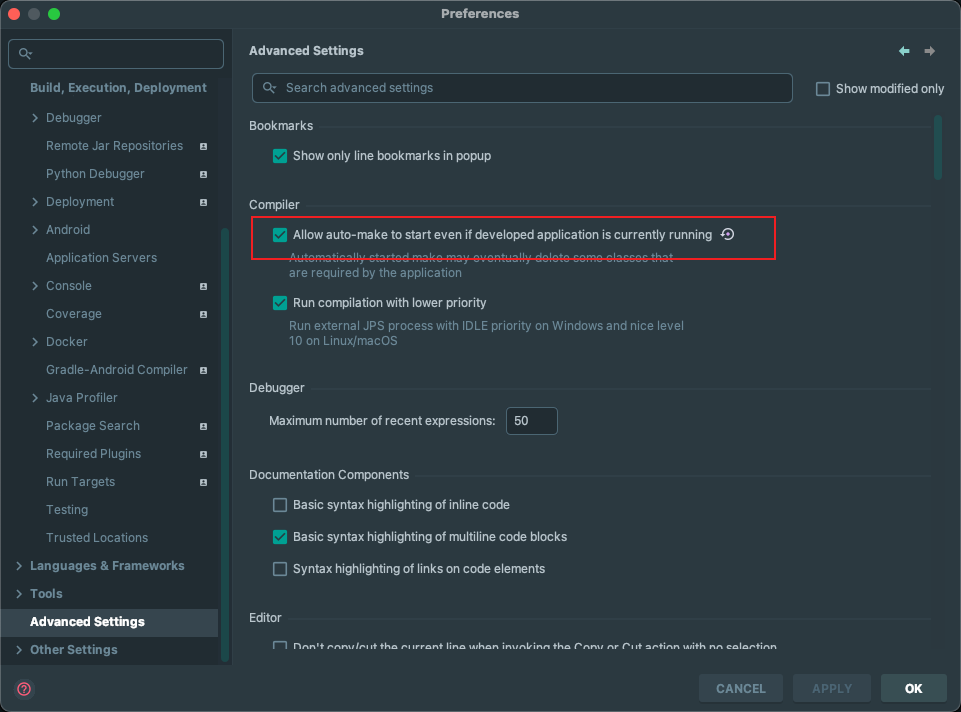 Preferences
Build, Execution, Deployment
Debugger
Remote Jar Repositories
Python Debugger
Deployment
Android
Application Servers
Console
Coverage
Docker
Gradle-Android Compiler
Java Profiler
Package Search
Required Plugins
Run Targets
Testing
Trusted Locations
Languages & Frameworks
Tools
Advanced Settings
Other Settings
?
Advanced Settings
Search advanced settings
Show modified only
Bookmarks
Show only line bookmarks in popup
Compiler
Allow auto-make to start even if developed application is currently running
Automatically started make may eventually delete some classes that
are required by the application
Run compilation with lower priority
Run external JPS process with IDLE priority on Windows and nice level
10 on Linux/macOS
Debugger
Maximum number of recent expressions: 50
Documentation Components
Basic syntax highlighting of inline code
Basic syntax highlighting of multiline code blocks
Syntax highlighting of links on code elements
Editor
Don't copy/cut the current line when invoking the Copy or Cut action with no selection
CANCEL APPLY OK